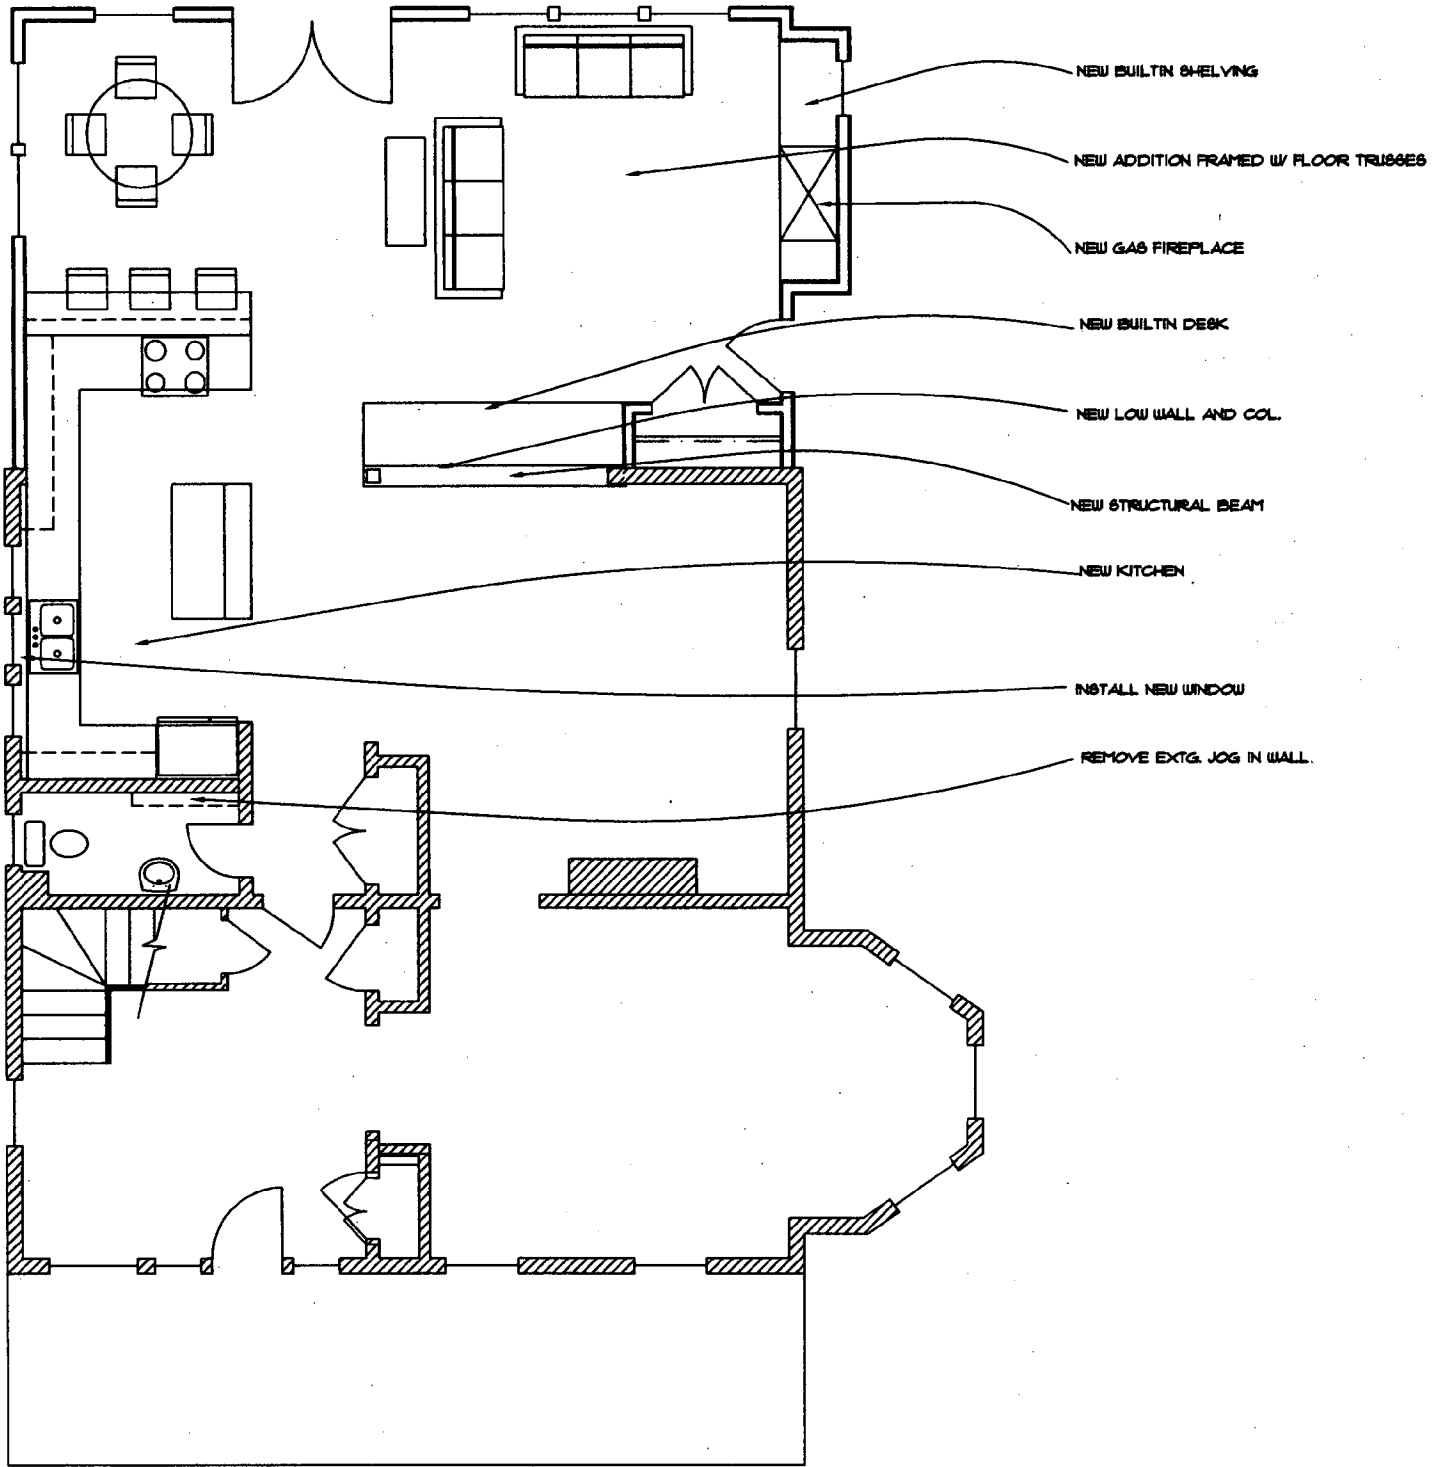 NEW BUILTIN SHELVING
NEW ADDITION FRAMED W/ FLOOR TRUSSES
NEW GAS FIREPLACE
NEW BUILTIN DESK
NEW LOW WALL AND COL.
NEW STRUCTURAL BEAM
NEW KITCHEN
INSTALL NEW WINDOW
REMOVE EXTG. JOG IN WALL.